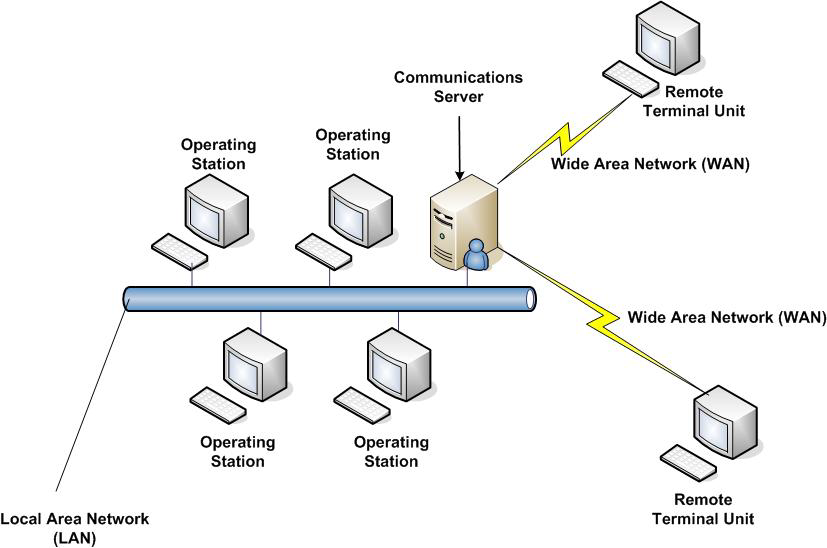 Communications
Server
Remote
Terminal Unit
Operating
Station
Operating
Station
Wide Area Network (WAN)
Wide Area Network (WAN)
Operating
Station
Operating
Station
Remote
Terminal Unit
Local Area Network
(LAN)